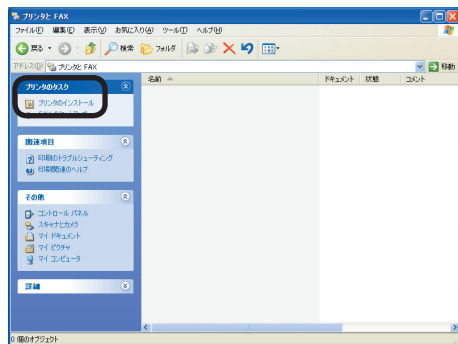 プリンタと FAX
ファイル(F) 編集(E) 表示(V) お気に入り(A) ツール(T) ヘルプ(H)
戻る 検索 フォルダ
アドレス(D) プリンタと FAX 移動
名前 ドキュメント 状態 コメント
プリンタのタスク
プリンタのインストール
関連項目
印刷のトラブルシューティング
印刷関連のヘルプ
その他
コントロール パネル
スキャナとカメラ
マイ ドキュメント
マイ ピクチャ
マイ コンピュータ
詳細
0 個のオブジェクト